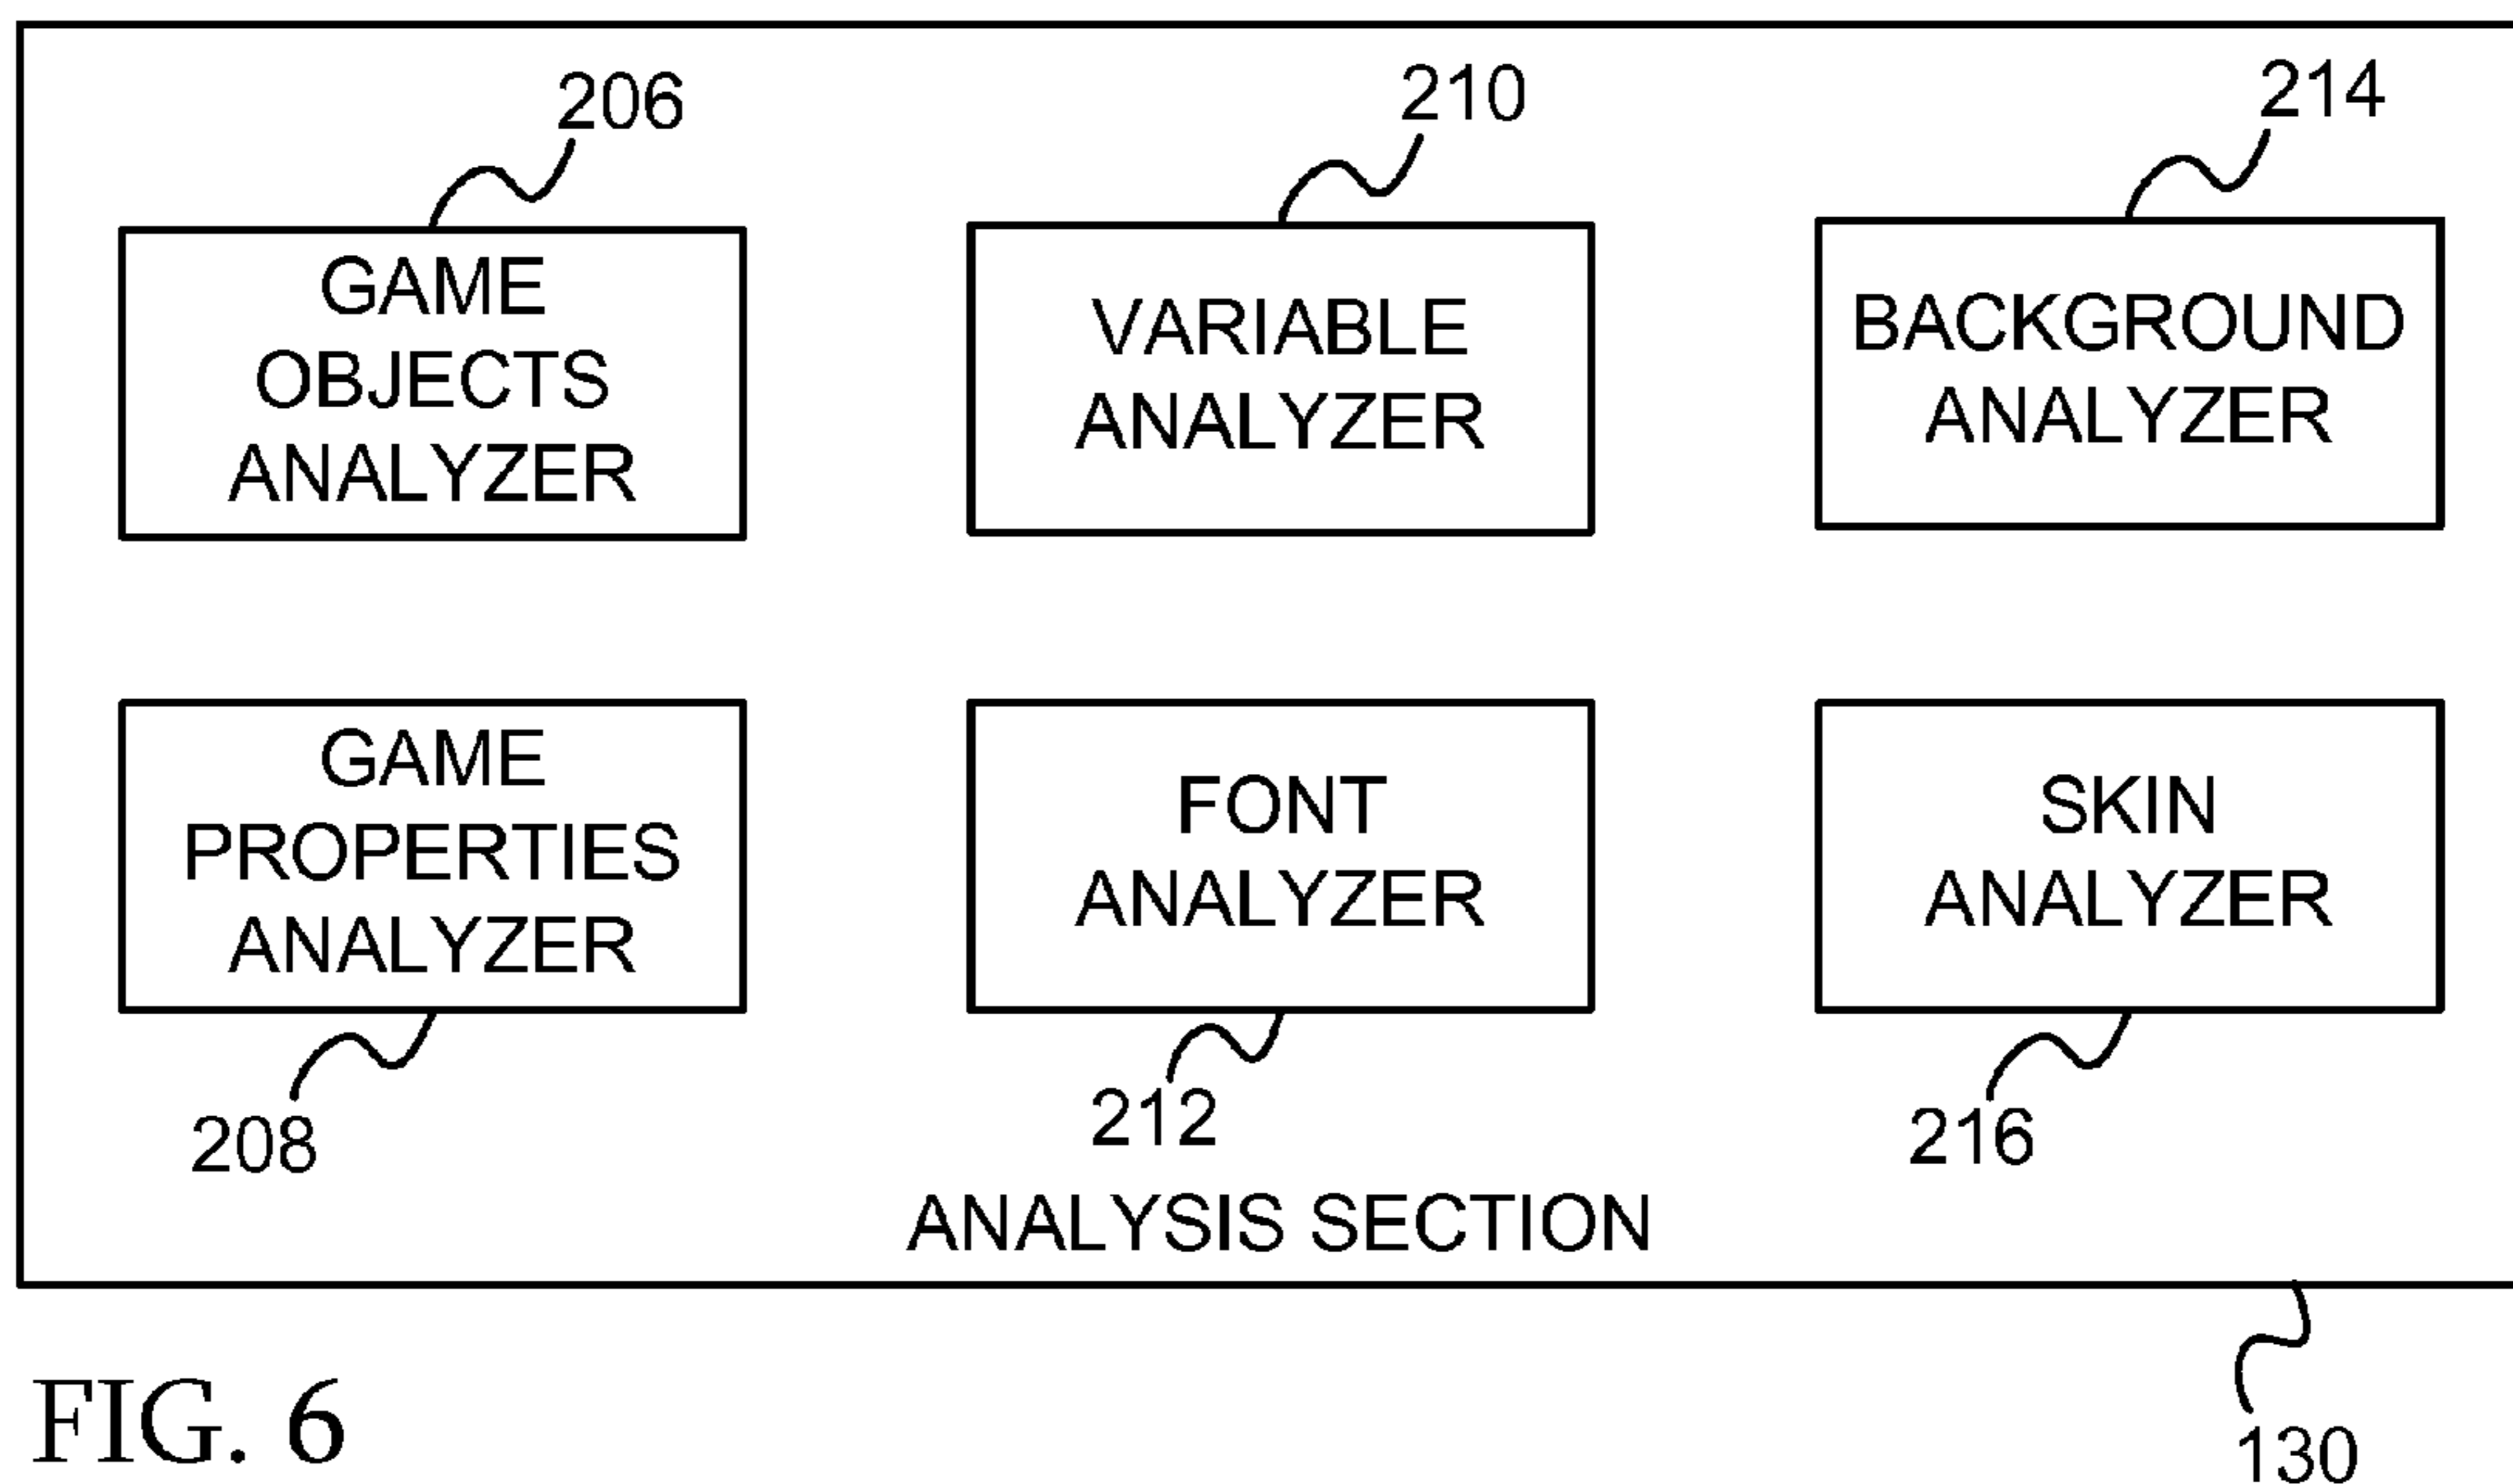 206
210
214
GAME
OBJECTS
ANALYZER
VARIABLE
ANALYZER
BACKGROUND
ANALYZER
GAME
PROPERTIES
ANALYZER
FONT
ANALYZER
SKIN
ANALYZER
208
212
216
ANALYSIS SECTION
130
FIG. 6